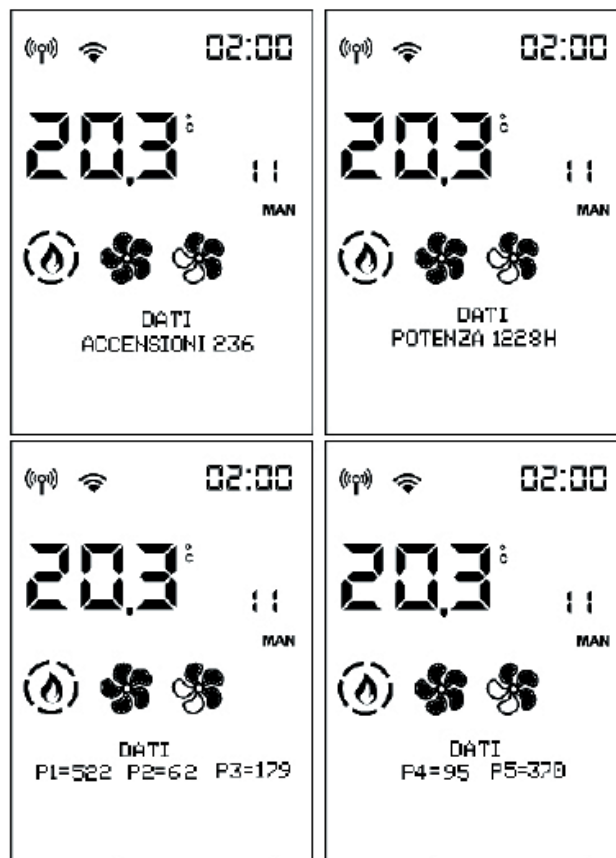 02:00
20.3°C
11
MAN
DATI
ACCENSIONI 236
02:00
20.3°C
11
MAN
DATI
POTENZA 1228H
02:00
20.3°C
11
MAN
DATI
P1=522 P2=62 P3=179
02:00
20.3°C
11
MAN
DATI
P4=95 P5=370